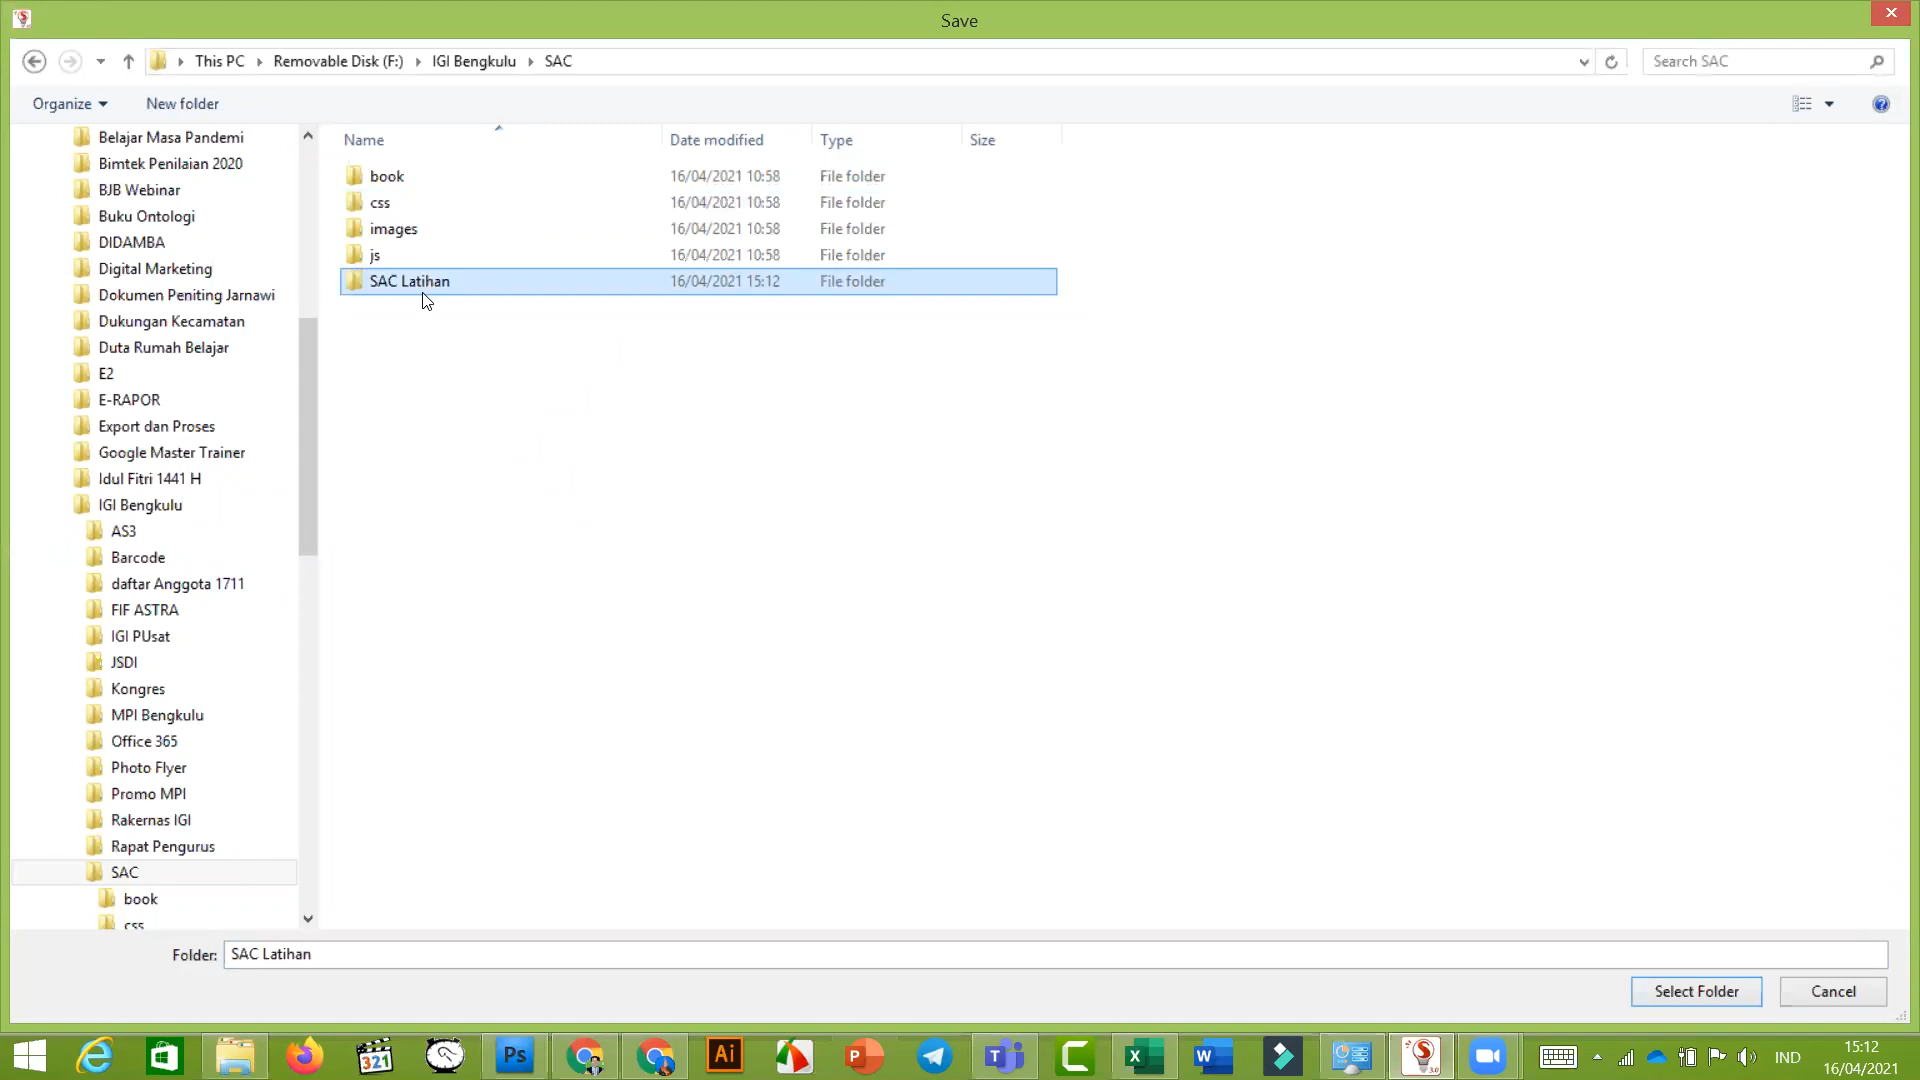 Save
This PC Removable Disk (F:) IGI Bengkulu SAC
Search SAC
Organize New folder
Name Date modified Type Size
book 16/04/2021 10:58 File folder
css 16/04/2021 10:58 File folder
images 16/04/2021 10:58 File folder
js 16/04/2021 10:58 File folder
SAC Latihan 16/04/2021 15:12 File folder
Belajar Masa Pandemi
Bimtek Penilaian 2020
BJB Webinar
Buku Ontologi
DIDAMBA
Digital Marketing
Dokumen Peniting Jarnawi
Dukungan Kecamatan
Duta Rumah Belajar
E2
E-RAPOR
Export dan Proses
Google Master Trainer
Idul Fitri 1441 H
IGI Bengkulu
AS3
Barcode
daftar Anggota 1711
FIF ASTRA
IGI PUsat
JSDI
Kongres
MPI Bengkulu
Office 365
Photo Flyer
Promo MPI
Rakernas IGI
Rapat Pengurus
SAC
book
css
Folder: SAC Latihan
Select Folder Cancel
321 Ps Ai P T C X W S 3.0 IND 15:12
16/04/2021